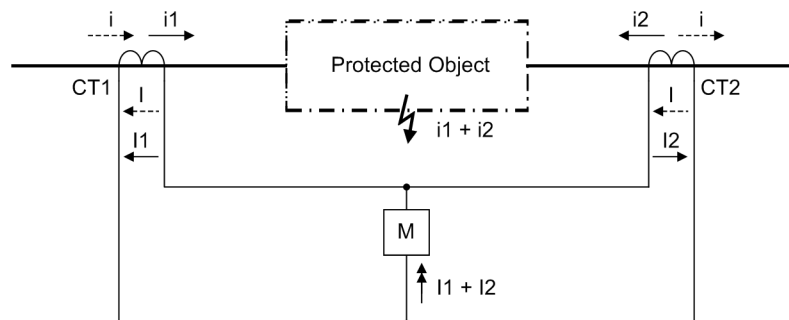 i i1 i2 i
Protected Object
CT1 CT2
I I
i1 + i2
I1 I2
M
I1 + I2